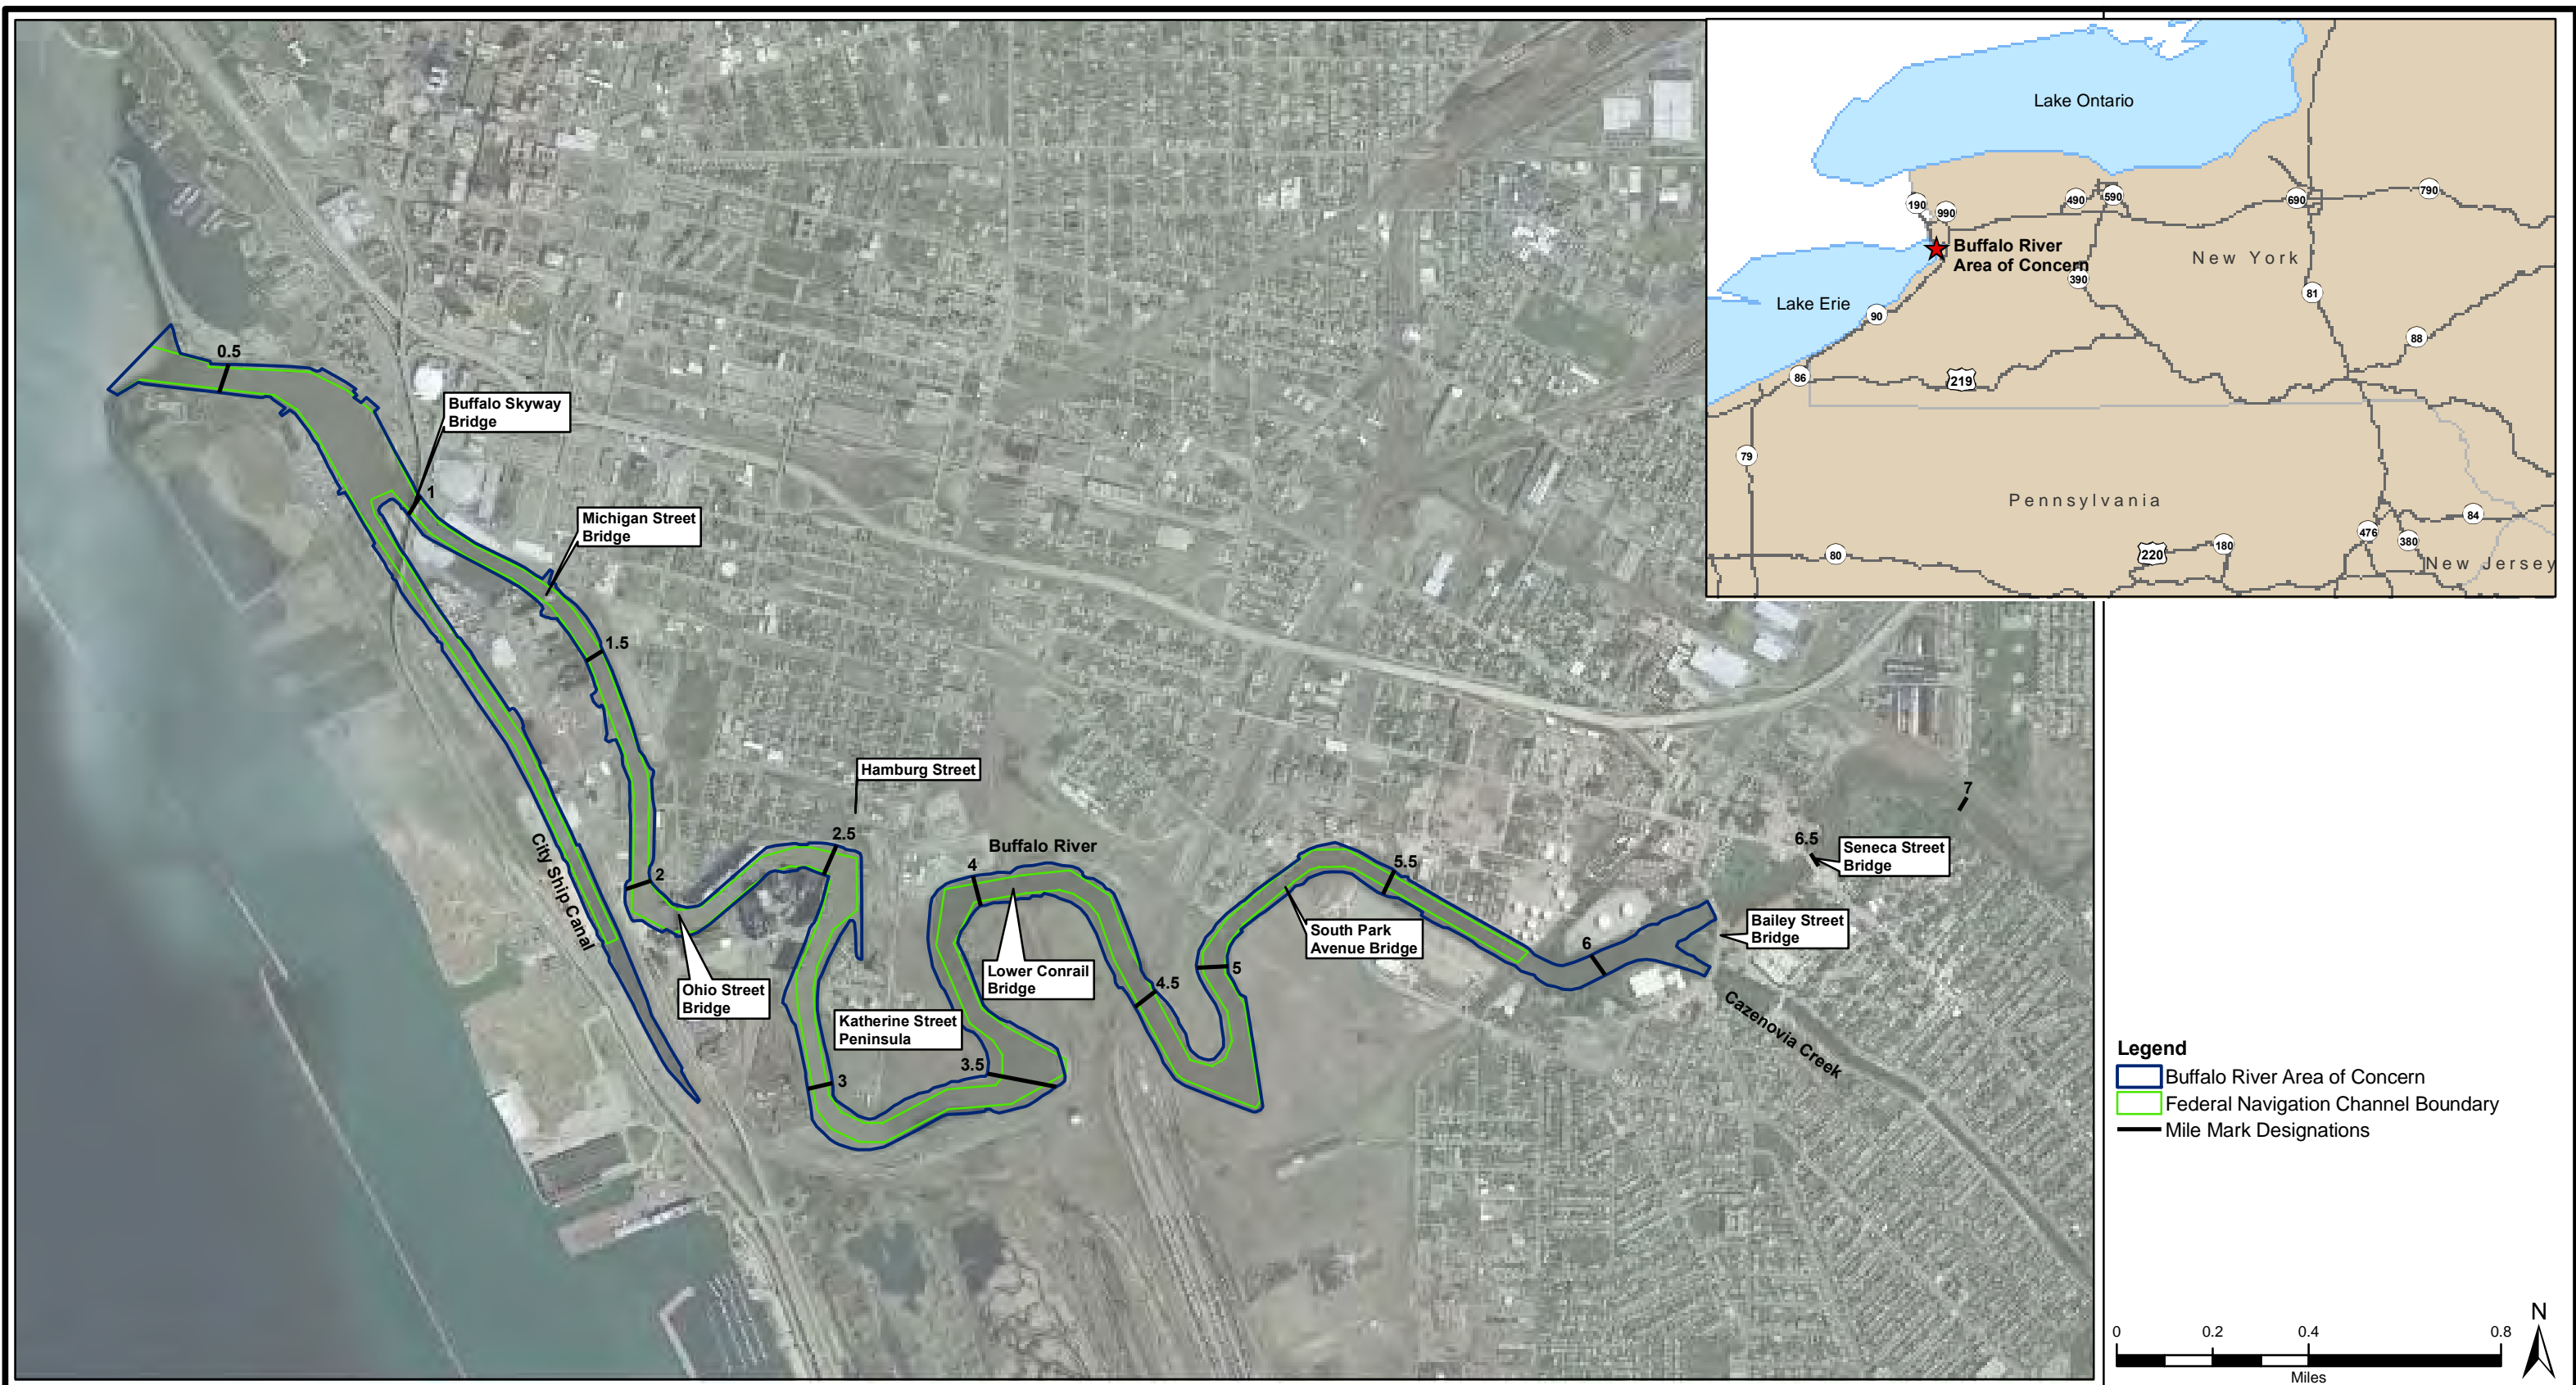 0.5
Buffalo Skyway
Bridge
1
Michigan Street
Bridge
1.5
Hamburg Street
2.5
2
City Ship Canal
Ohio Street
Bridge
Buffalo River
4
Lower Conrail
Bridge
Katherine Street
Peninsula
3.5
3
4.5
5
5.5
South Park
Avenue Bridge
6
Bailey Street
Bridge
6.5
Seneca Street
Bridge
7
Cazenovia Creek
Lake Ontario
190
990
490
590
690
790
Buffalo River
Area of Concern
New York
390
81
Lake Erie
90
88
86
219
79
Pennsylvania
84
476
380
80
220
180
New Jersey
Legend
Buffalo River Area of Concern
Federal Navigation Channel Boundary
Mile Mark Designations
N
0 0.2 0.4 0.8
Miles